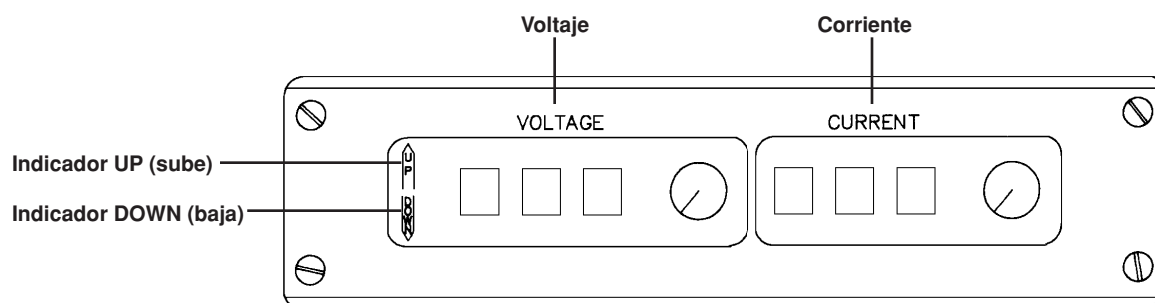 Voltaje
Corriente
VOLTAGE
CURRENT
Indicador UP (sube)
UP
Indicador DOWN (baja)
DOWN